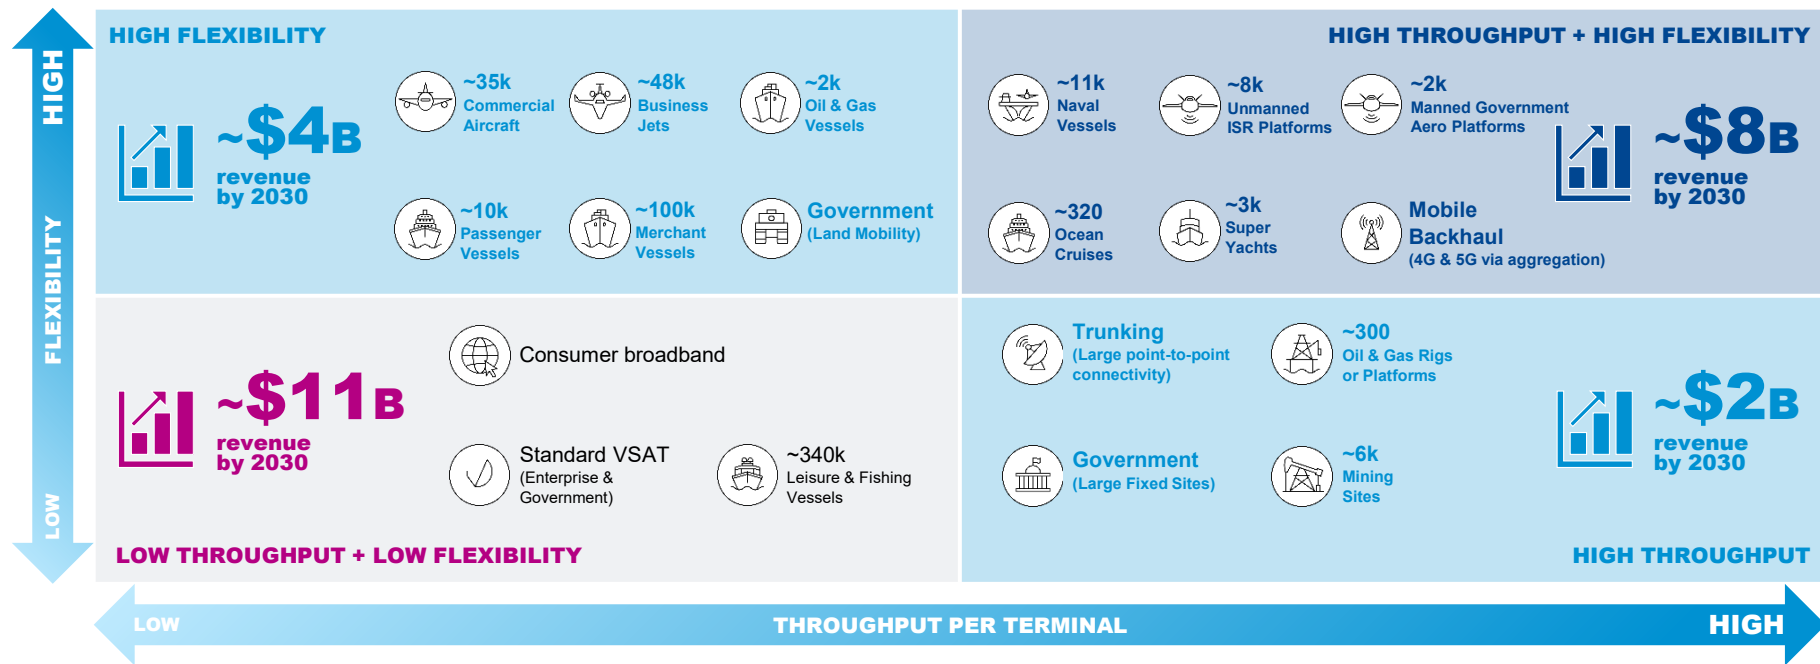 HIGH
FLEXIBILITY
LOW
HIGH FLEXIBILITY
~$4B
revenue
by 2030
~35k
Commercial
Aircraft
~48k
Business
Jets
~2k
Oil & Gas
Vessels
~10k
Passenger
Vessels
~100k
Merchant
Vessels
Government
(Land Mobility)
HIGH THROUGHPUT + HIGH FLEXIBILITY
~11k
Naval
Vessels
~8k
Unmanned
ISR Platforms
~2k
Manned Government
Aero Platforms
~$8B
revenue
by 2030
~320
Ocean
Cruises
~3k
Super
Yachts
Mobile
Backhaul
(4G & 5G via aggregation)
~$11B
revenue
by 2030
Consumer broadband
Standard VSAT
(Enterprise &
Government)
~340k
Leisure & Fishing
Vessels
LOW THROUGHPUT + LOW FLEXIBILITY
Trunking
(Large point-to-point
connectivity)
~300
Oil & Gas Rigs
or Platforms
~$2B
revenue
by 2030
Government
(Large Fixed Sites)
~6k
Mining
Sites
HIGH THROUGHPUT
LOW
THROUGHPUT PER TERMINAL
HIGH